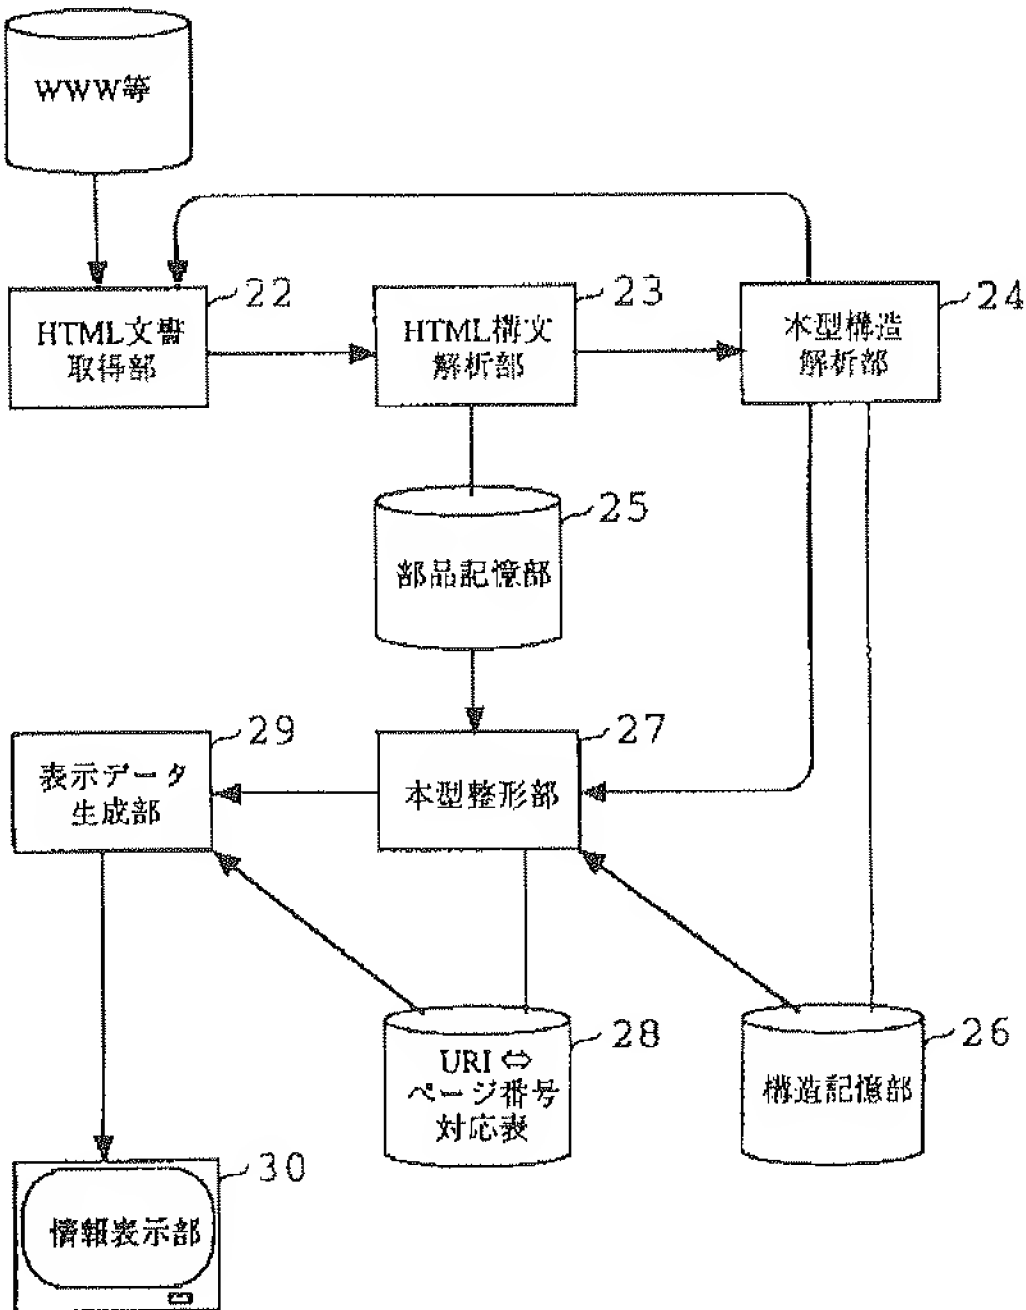 WWW等
22
HTML文書
取得部
23
HTML構文
解析部
24
木型構造
解析部
25
部品記憶部
29
表示データ
生成部
27
本型整形部
28
URI ⇔
ページ番号
対応表
26
構造記憶部
30
情報表示部